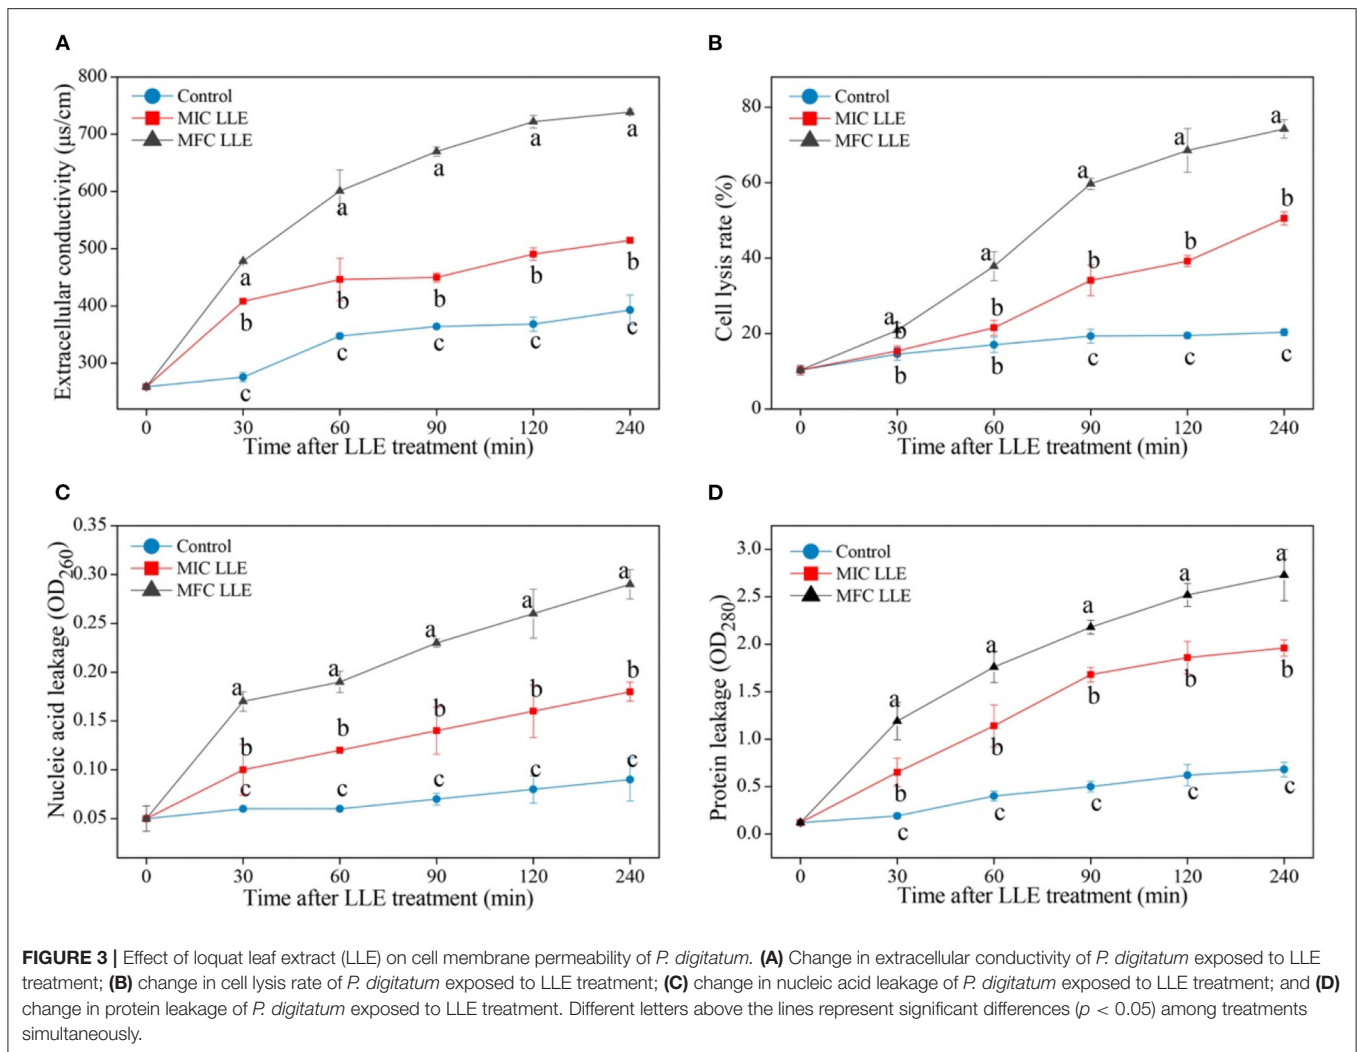 A
800
700
600
500
400
300
Extracellular conductivity (μs/cm)
Control
MIC LLE
MFC LLE
a
a
a
a
a
b
b
b
b
b
c
c
c
c
c
0 30 60 90 120 240
Time after LLE treatment (min)
B
80
60
40
20
0
Cell lysis rate (%)
Control
MIC LLE
MFC LLE
a
a
a
a
a
b
b
b
b
b
b
b
c
c
c
0 30 60 90 120 240
Time after LLE treatment (min)
C
0.35
0.30
0.25
0.20
0.15
0.10
0.05
Nucleic acid leakage (OD260)
Control
MIC LLE
MFC LLE
a
a
a
a
a
b
b
b
b
b
c
c
c
c
c
0 30 60 90 120 240
Time after LLE treatment (min)
D
3.0
2.5
2.0
1.5
1.0
0.5
0.0
Protein leakage (OD280)
Control
MIC LLE
MFC LLE
a
a
a
a
a
b
b
b
b
b
c
c
c
c
c
0 30 60 90 120 240
Time after LLE treatment (min)
FIGURE 3 | Effect of loquat leaf extract (LLE) on cell membrane permeability of P. digitatum. (A) Change in extracellular conductivity of P. digitatum exposed to LLE
treatment; (B) change in cell lysis rate of P. digitatum exposed to LLE treatment; (C) change in nucleic acid leakage of P. digitatum exposed to LLE treatment; and (D)
change in protein leakage of P. digitatum exposed to LLE treatment. Different letters above the lines represent significant differences (p < 0.05) among treatments
simultaneously.